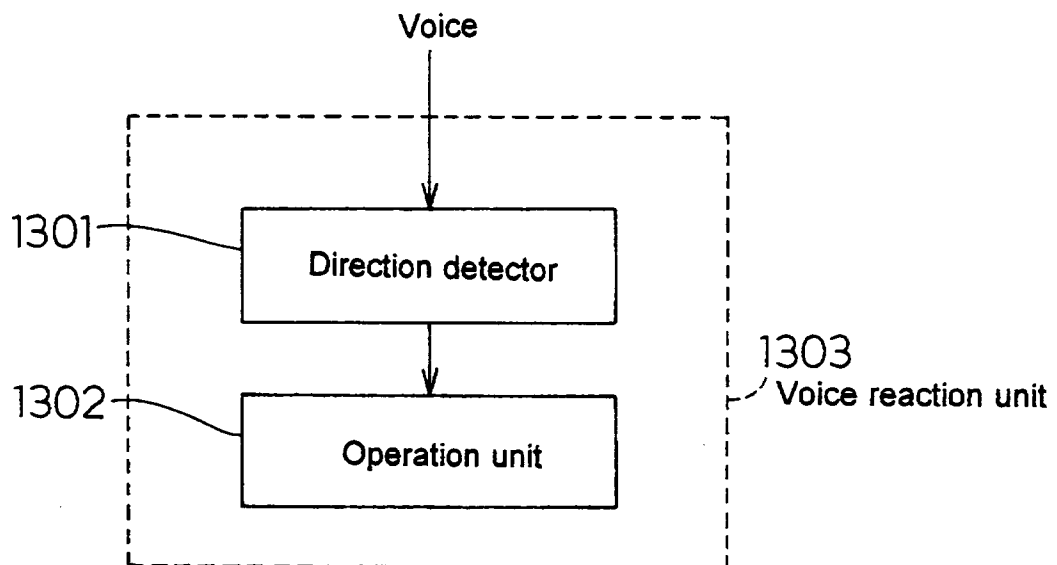 Voice
1301
Direction detector
1303
Voice reaction unit
1302
Operation unit